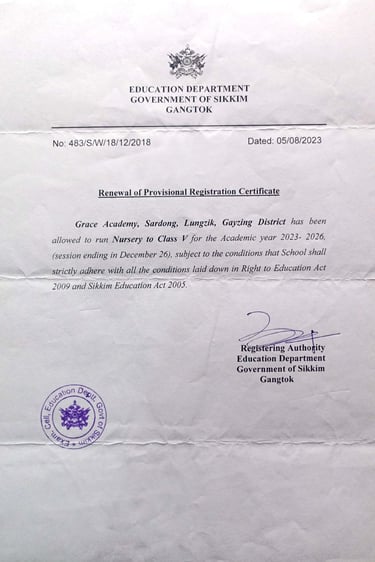 EDUCATION DEPARTMENT
GOVERNMENT OF SIKKIM
GANGTOK
No: 483/S/W/18/12/2018
Dated: 05/08/2023
Renewal of Provisional Registration Certificate
Grace Academy, Sardong, Lungzik, Gayzing District has been
allowed to run Nursery to Class V for the Academic year 2023- 2026,
(session ending in December 26), subject to the conditions that School shall
strictly adhere with all the conditions laid down in Right to Education Act
2009 and Sikkim Education Act 2005.
Registering Authority
Education Department
Government of Sikkim
Gangtok
Exam. Cell, Education Deptt. Govt of Sikkim